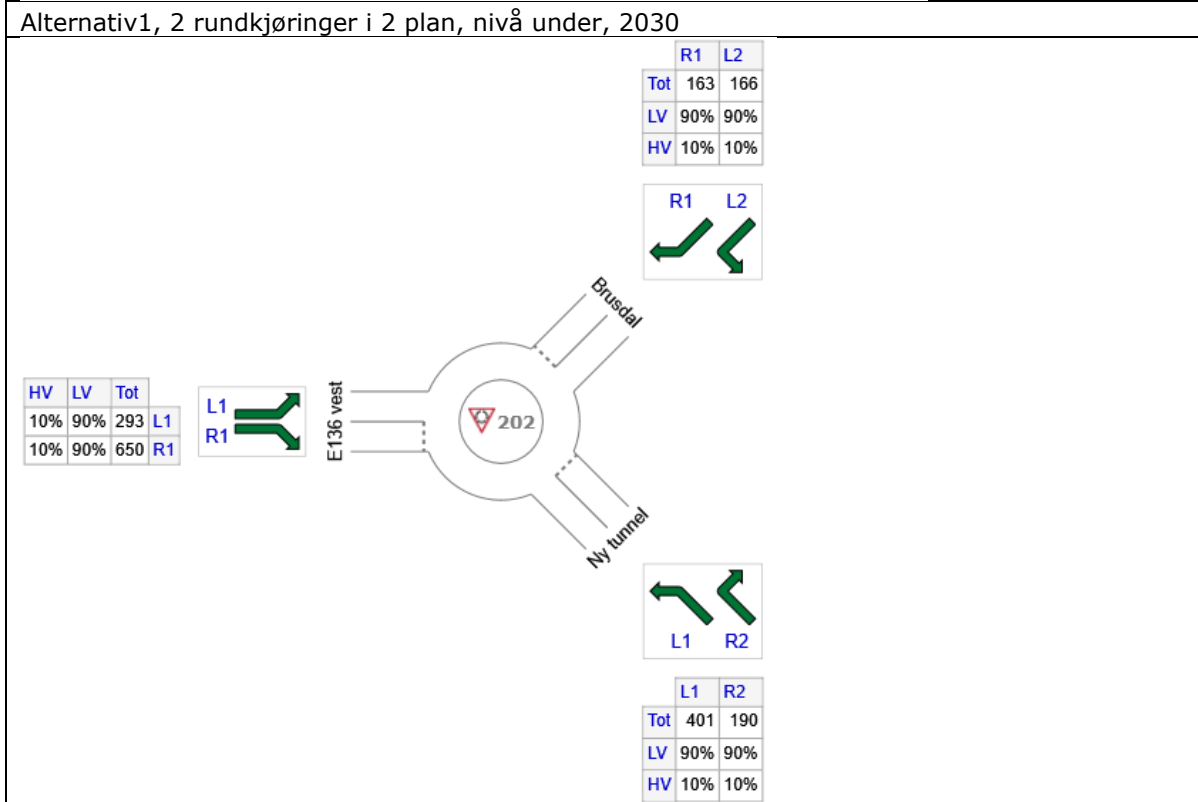 Alternativ1, 2 rundkjøringer i 2 plan, nivå under, 2030
R1 L2
Tot 163 166
LV 90% 90%
HV 10% 10%
R1 L2
Brusdal
HV LV Tot
10% 90% 293 L1
10% 90% 650 R1
L1
R1
E136 vest
202
Ny tunnel
L1 R2
L1 R2
Tot 401 190
LV 90% 90%
HV 10% 10%